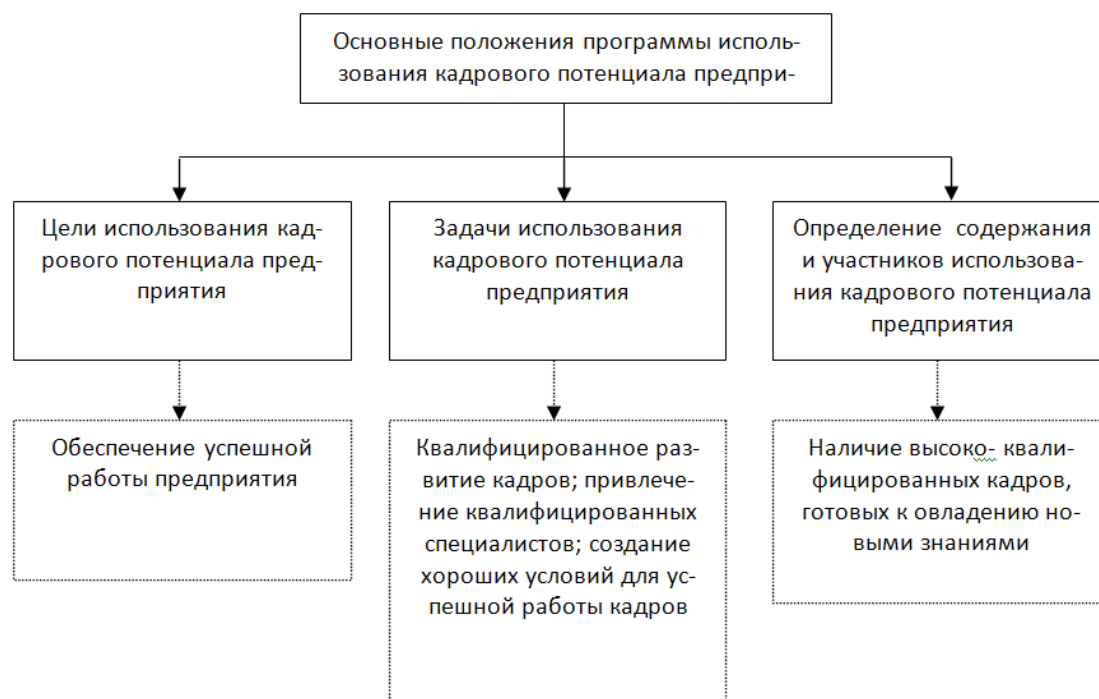 Основные положения программы исполь-
зования кадрового потенциала предпри-
Цели использования кад-
рового потенциала пред-
приятия
Задачи использования
кадрового потенциала
предприятия
Определение содержания
и участников использова-
ния кадрового потенциала
предприятия
Обеспечение успешной
работы предприятия
Квалифицированное раз-
витие кадров; привлече-
ние квалифицированных
специалистов; создание
хороших условий для ус-
пешной работы кадров
Наличие высоко- квали-
фицированных кадров,
готовых к овладению но-
выми знаниями